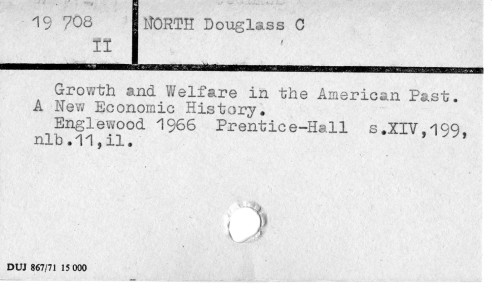 19 708
II
NORTH Douglass C
Growth and Welfare in the American Past.
A New Economic History.
Englewood 1966 Prentice-Hall s.XIV,199,
nlb.11,il.
DUJ 867/71 15 000